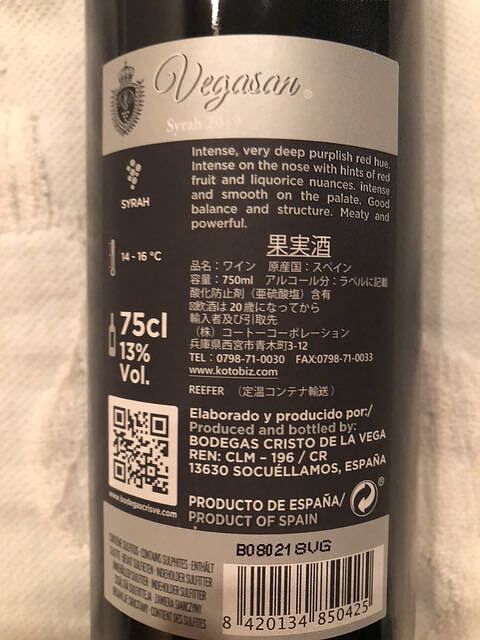 Vegasan
Syrah
Intense, very deep purplish red hue.
Intense on the nose with hints of red
fruit and liquorice nuances. intense
and smooth on the palate. Good
balance and structure. Meaty and
powerful.
SYRAH
14 - 16 °C
75cl
13%
Vol.
果実酒
品名：ワイン 原産国：スペイン
容量：750ml アルコール分：ラベルに記載
酸化防止剤（亜硫酸塩）含有
飲酒は20歳になってから
輸入者及び引取先
（株）コートーコーポレーション
兵庫県西宮市青木町3-12
TEL：0798-71-0030 FAX:0798-71-0033
www.kotobiz.com
REEFER （定温コンテナ輸送）
Elaborado y producido por:/
Produced and bottled by:
BODEGAS CRISTO DE LA VEGA
REN: CLM – 196 / CR
13630 SOCUÉLLAMOS, ESPAÑA
www.bodegascrisve.com
PRODUCTO DE ESPAÑA/
PRODUCT OF SPAIN
B080218VG
CONTIENE SULFITOS · CONTAINS SULPHITES · ENTHÄLT
8 420134 850425